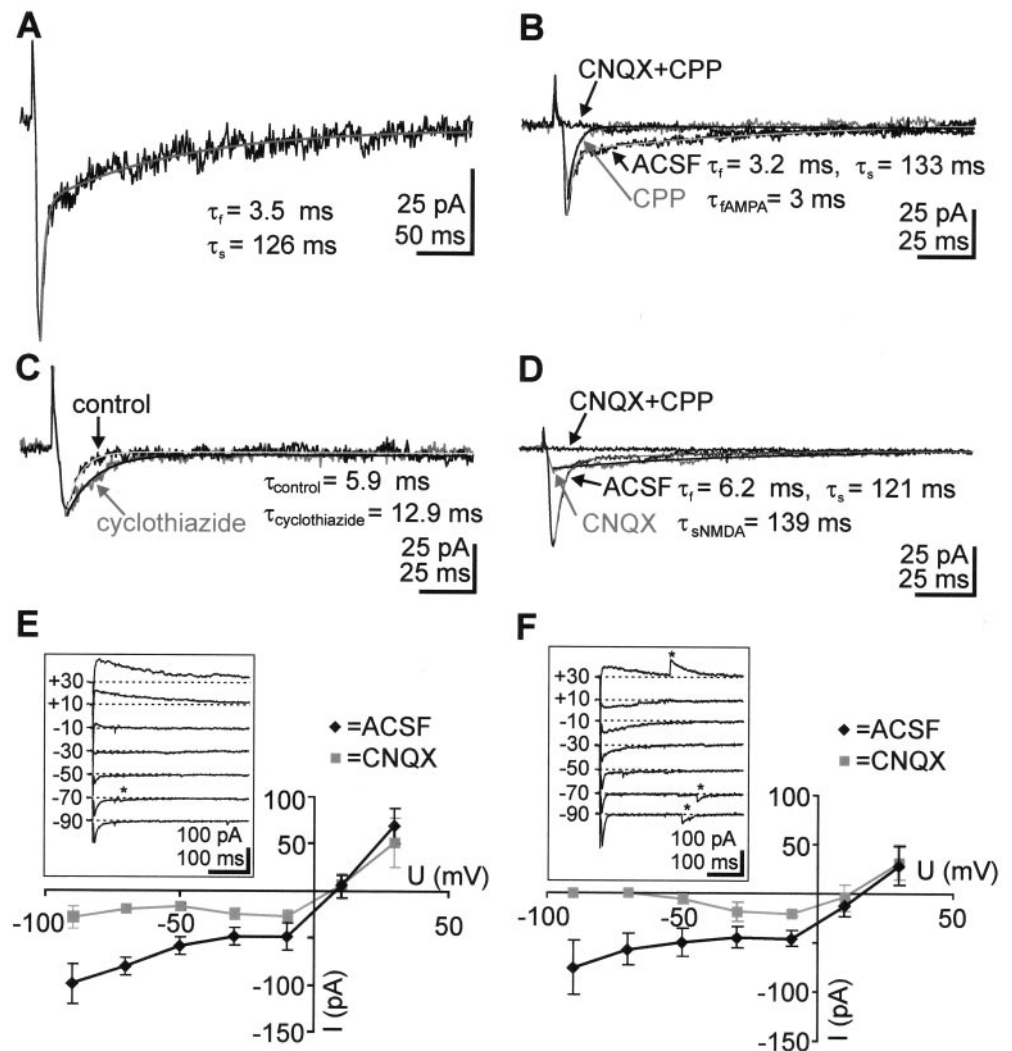 A
τf = 3.5 ms
τs = 126 ms
25 pA
50 ms
B
CNQX+CPP
ACSF τf = 3.2 ms, τs = 133 ms
CPP τfAMPA = 3 ms
25 pA
25 ms
C
control
cyclothiazide
τcontrol = 5.9 ms
τcyclothiazide = 12.9 ms
25 pA
25 ms
D
CNQX+CPP
ACSF τf = 6.2 ms, τs = 121 ms
CNQX
τsNMDA = 139 ms
25 pA
25 ms
E
+30
+10
-10
-30
-50
-70
*
-90
100 pA
100 ms
◆=ACSF
■=CNQX
100
50
U (mV)
-100
-50
50
-100
-150
I (pA)
F
*
+30
+10
-10
-30
-50
-70
*
*
-90
100 pA
100 ms
◆=ACSF
■=CNQX
100
50
U (mV)
-100
-50
50
-100
-150
I (pA)